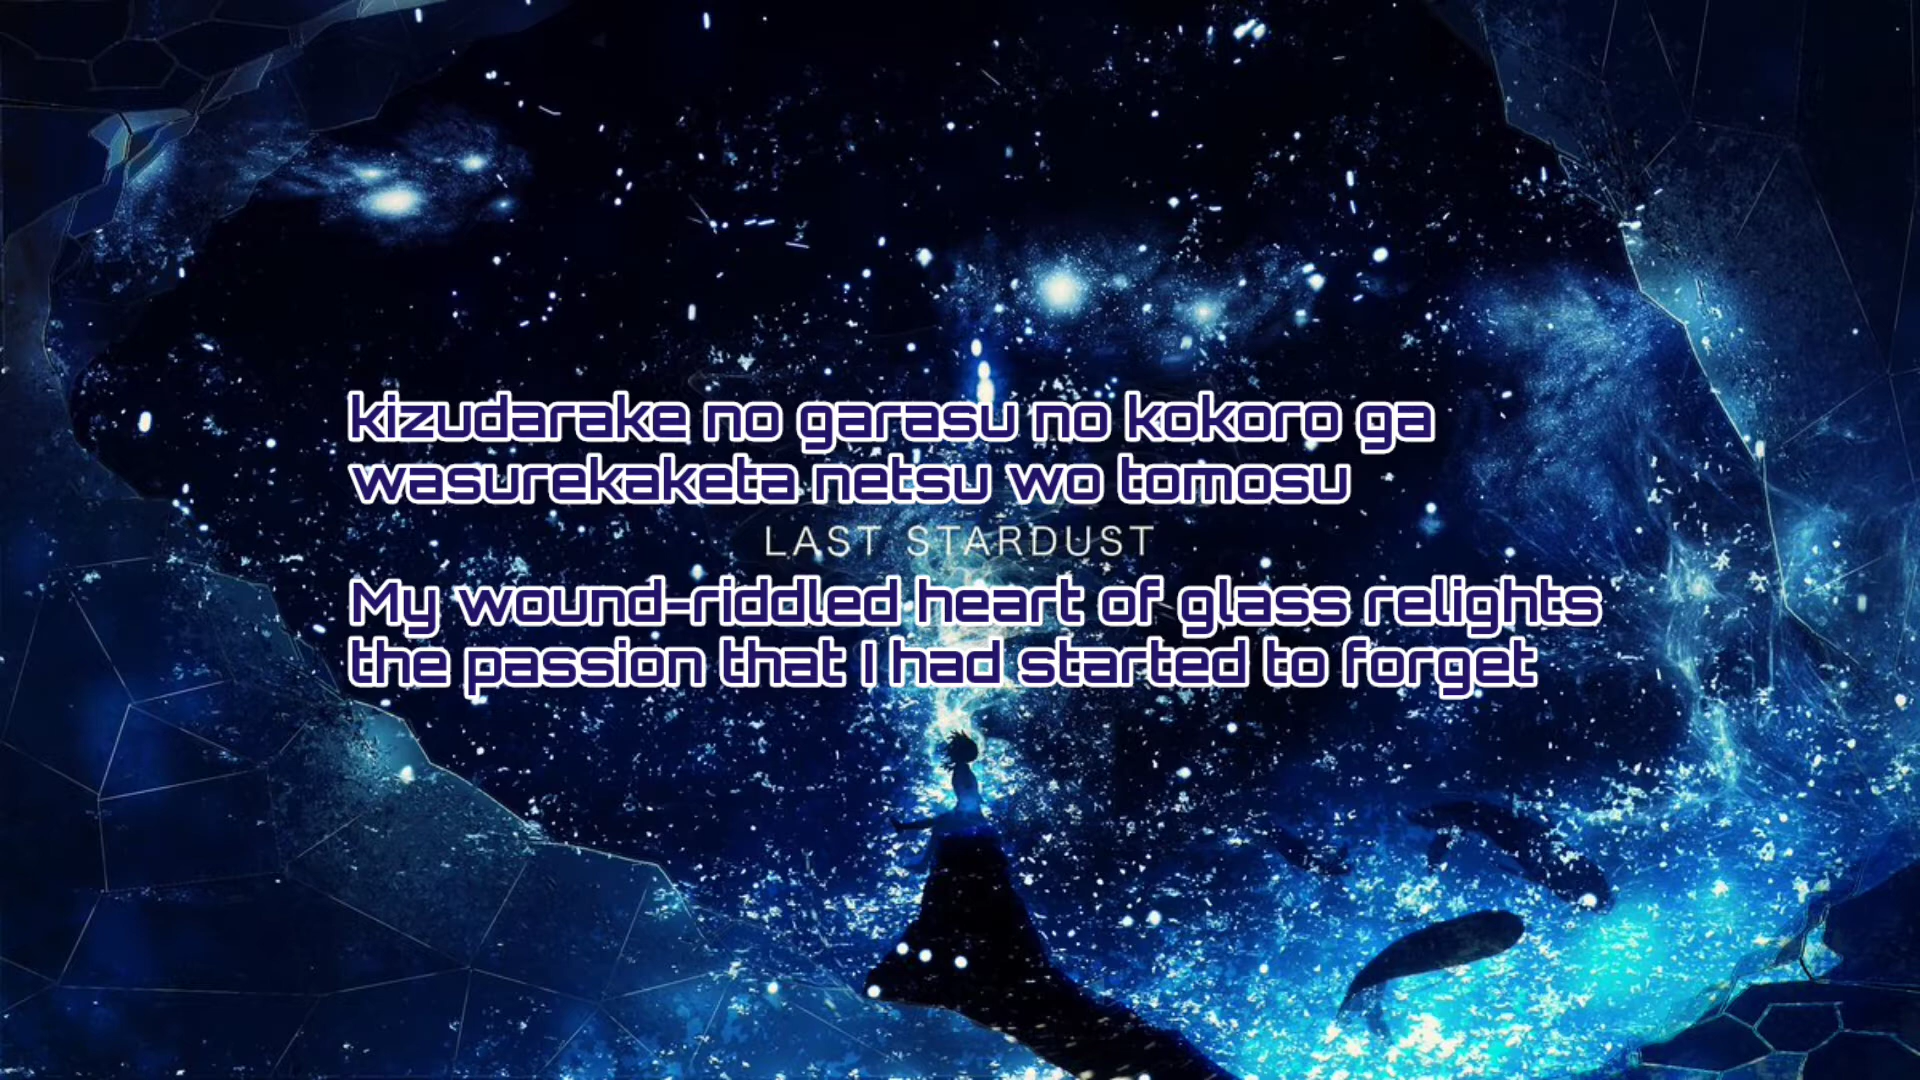 kizudarake no garasu no kokoro ga
wasurekaketa netsu wo tomosu
LAST STARDUST
My wound-riddled heart of glass relights
the passion that I had started to forget